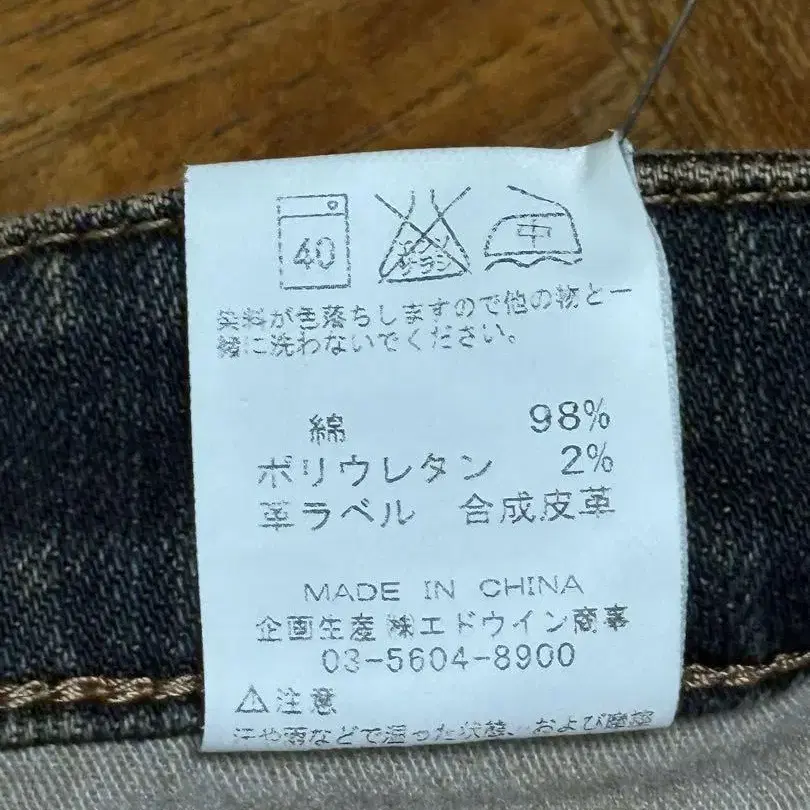 40
エンソ
サラシ
中
染料が色落ちしますので他の物と一
緒に洗わないでください。
綿 98%
ポリウレタン 2%
革ラベル 合成皮革
MADE IN CHINA
企画生産 ㈱エドウイン商事
03-5604-8900
⚠注意
汗や雨などで湿った状態、および摩擦